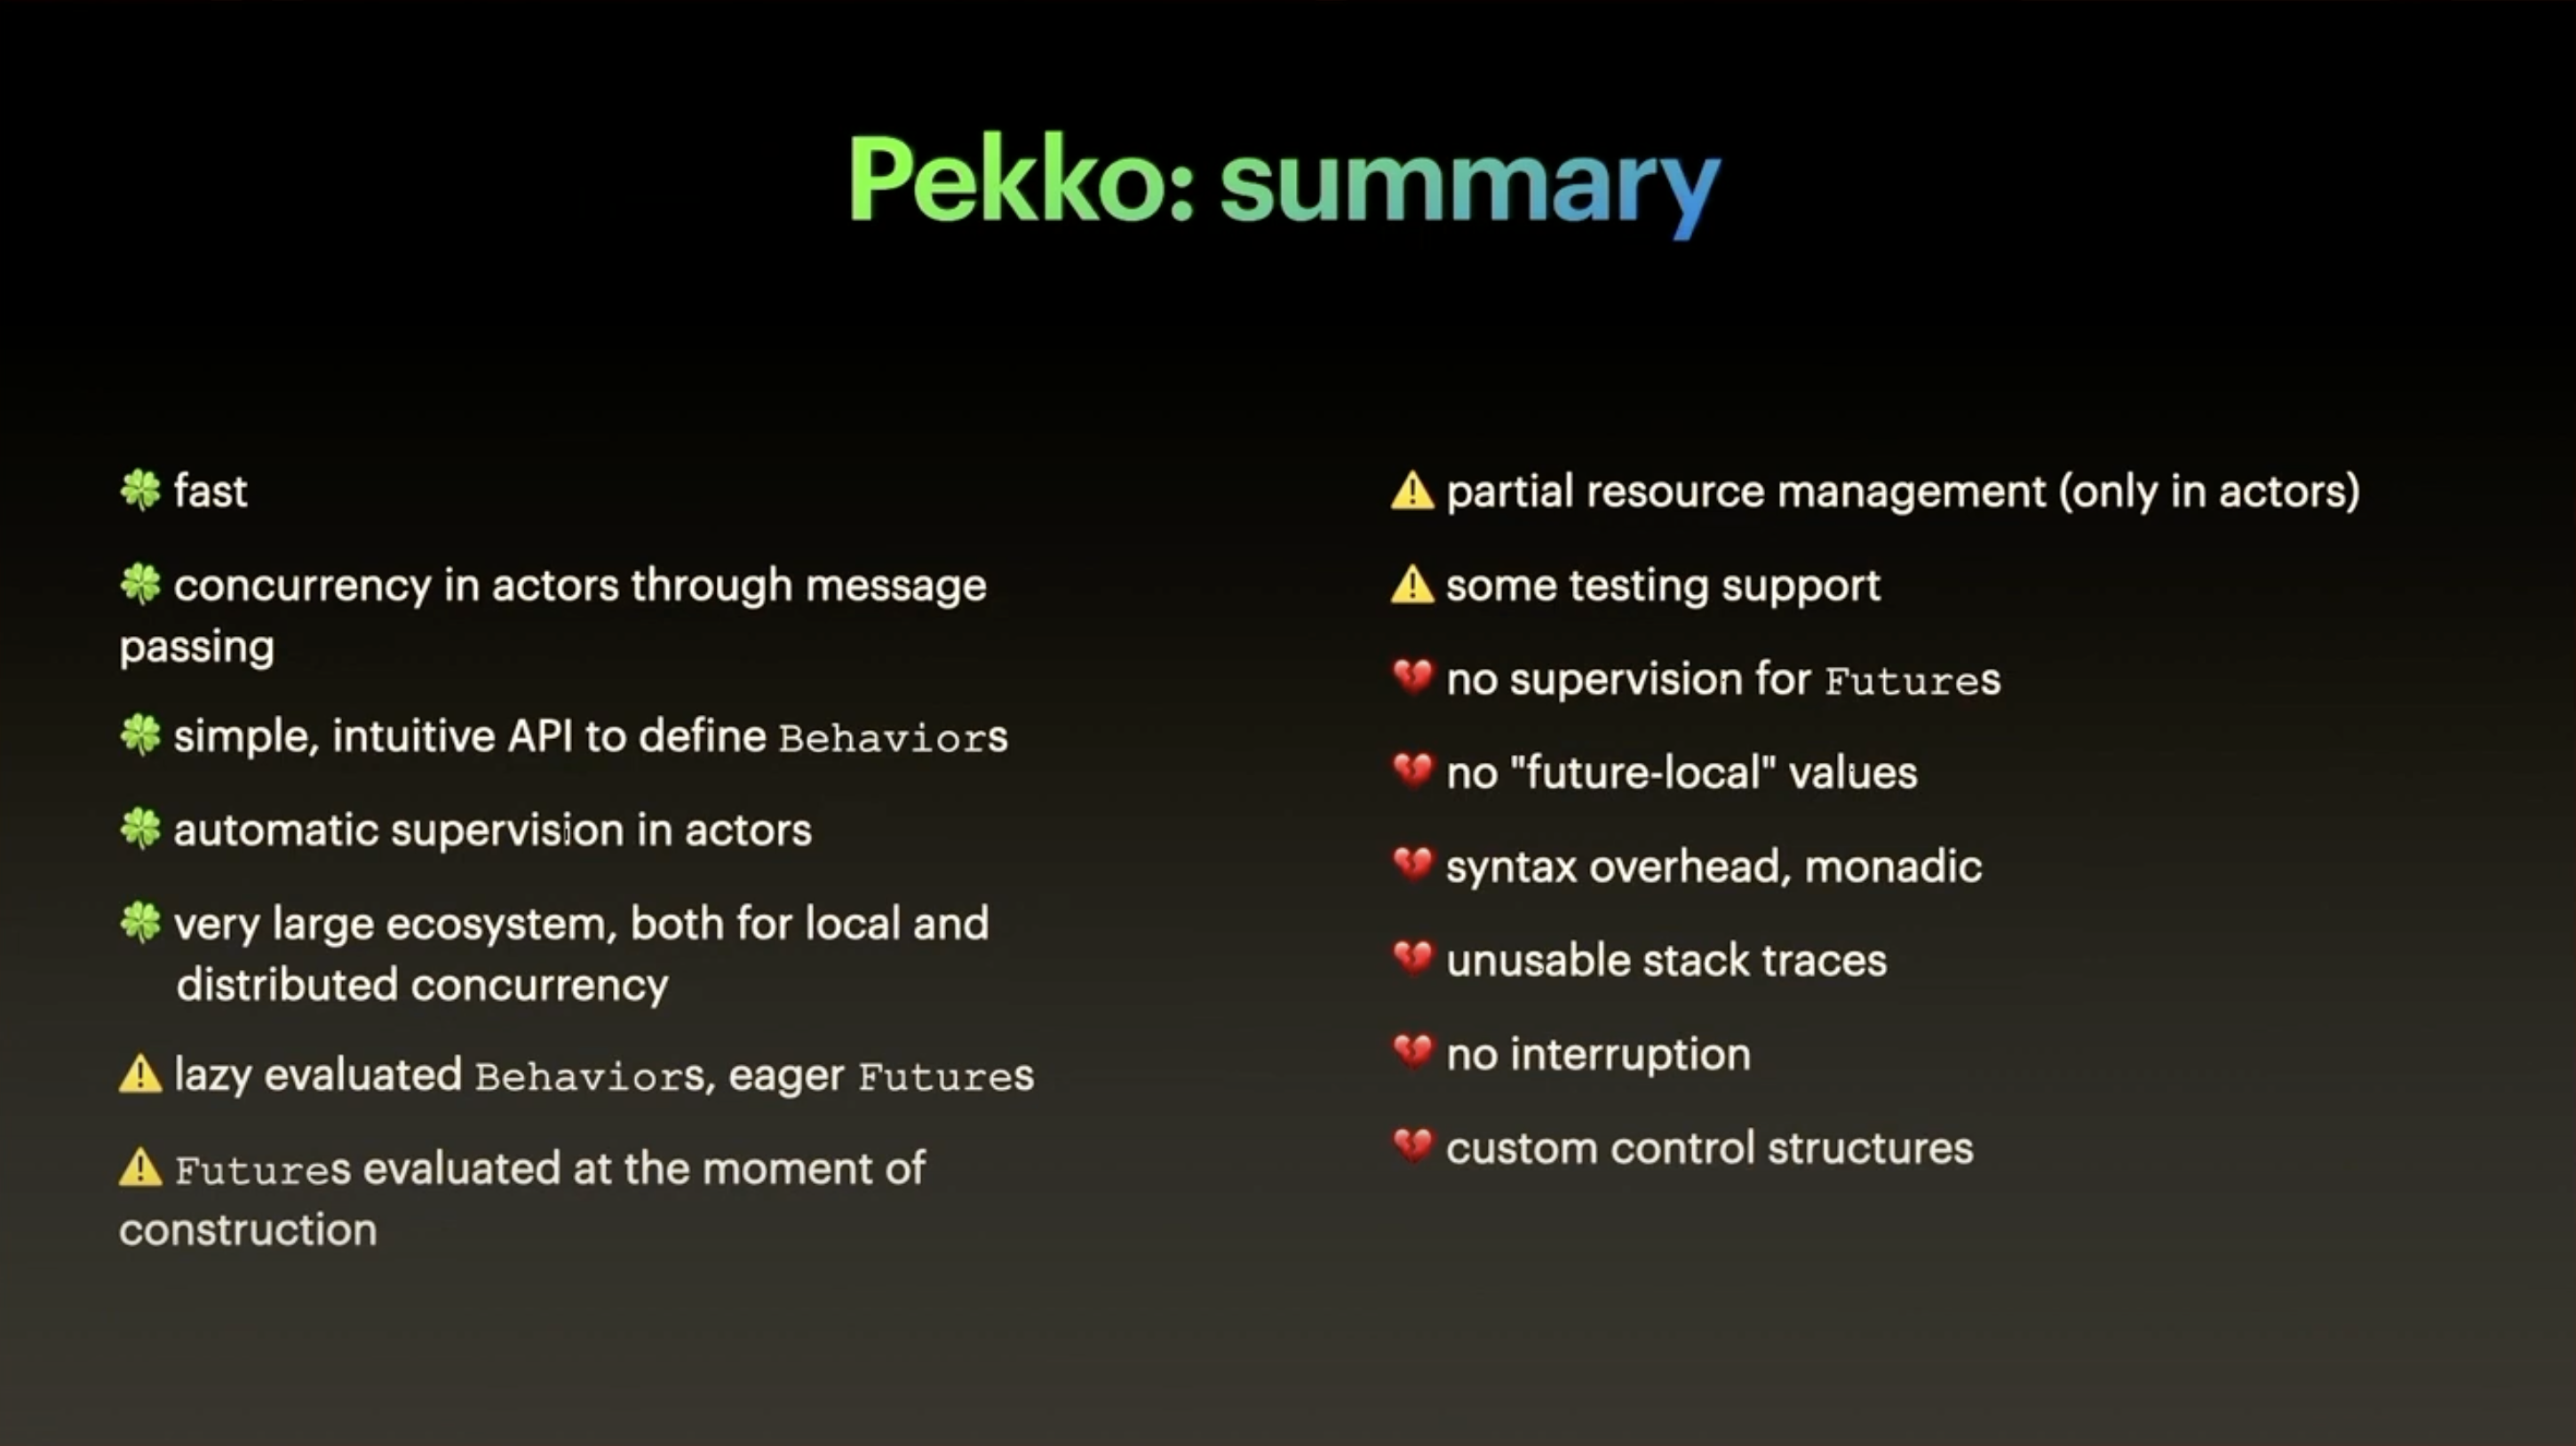 Pekko: summary
🍀 fast
🍀 concurrency in actors through message
passing
🍀 simple, intuitive API to define Behaviors
🍀 automatic supervision in actors
🍀 very large ecosystem, both for local and
distributed concurrency
⚠️ lazy evaluated Behaviors, eager Futures
⚠️ Futures evaluated at the moment of
construction
⚠️ partial resource management (only in actors)
⚠️ some testing support
💔 no supervision for Futures
💔 no "future-local" values
💔 syntax overhead, monadic
💔 unusable stack traces
💔 no interruption
💔 custom control structures